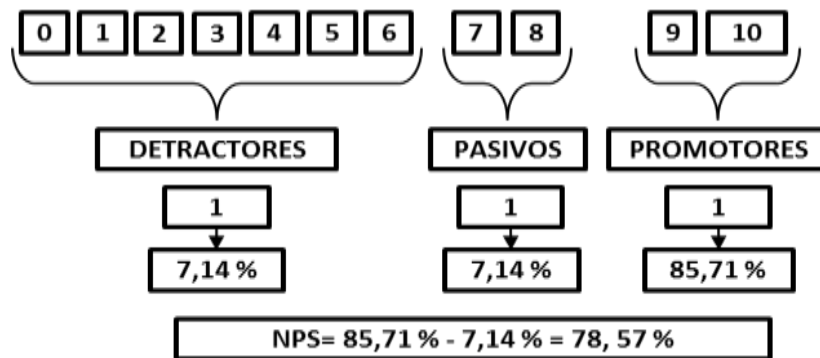 0 1 2 3 4 5 6 7 8 9 10
DETRACTORES PASIVOS PROMOTORES
1 1 1
7,14 % 7,14 % 85,71 %
NPS= 85,71 % - 7,14 % = 78, 57 %